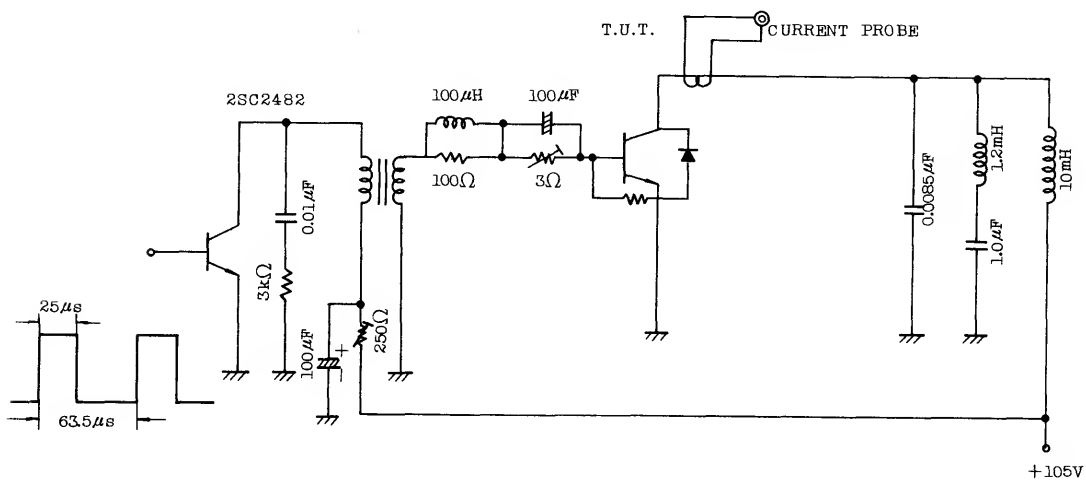 T.U.T.
CURRENT PROBE
2SC2482
100μH
100μF
100Ω
3Ω
0.01μF
3kΩ
25μs
63.5μs
100μF
+
250Ω
0.0085μF
1.2mH
1.0μF
10mH
+105V